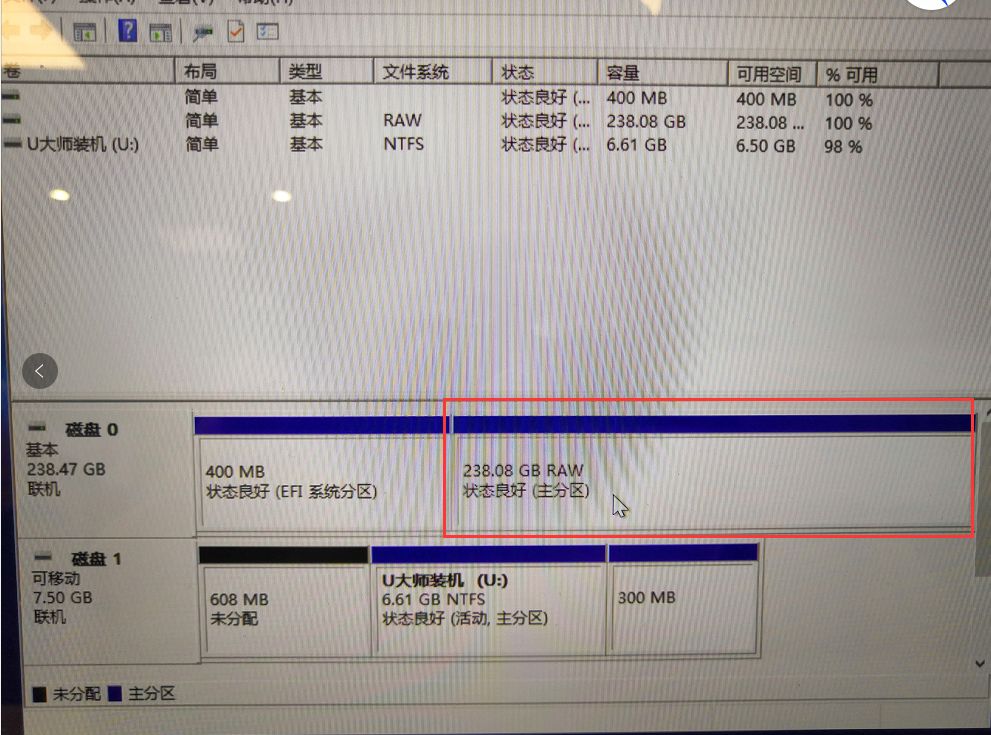 卷 布局 类型 文件系统 状态 容量 可用空间 % 可用
简单 基本 状态良好 (... 400 MB 400 MB 100 %
简单 基本 RAW 状态良好 (... 238.08 GB 238.08 ... 100 %
U大师装机 (U:) 简单 基本 NTFS 状态良好 (... 6.61 GB 6.50 GB 98 %
磁盘 0
基本
238.47 GB
联机
400 MB
状态良好 (EFI 系统分区)
238.08 GB RAW
状态良好 (主分区)
磁盘 1
可移动
7.50 GB
联机
608 MB
未分配
U大师装机 (U:)
6.61 GB NTFS
状态良好 (活动, 主分区)
300 MB
未分配 主分区